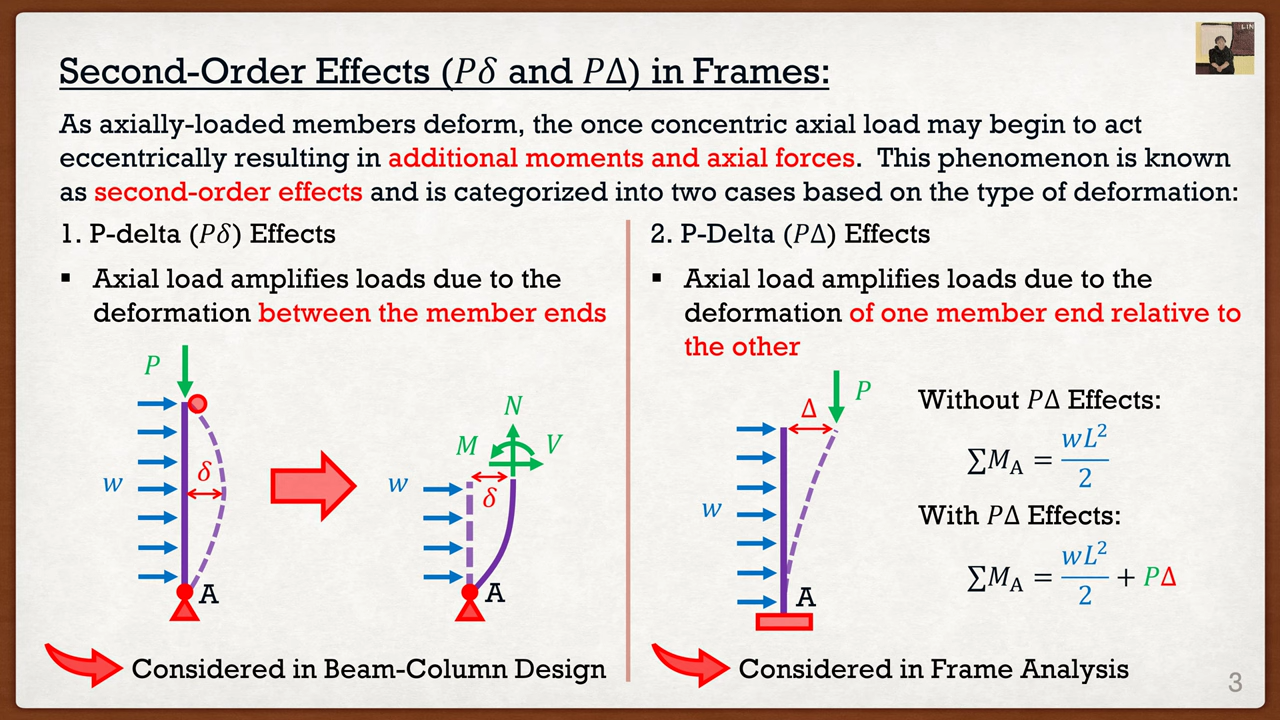 LIN
Second-Order Effects (𝑃𝛿 and 𝑃Δ) in Frames:
As axially-loaded members deform, the once concentric axial load may begin to act
eccentrically resulting in additional moments and axial forces. This phenomenon is known
as second-order effects and is categorized into two cases based on the type of deformation:
1. P-delta (𝑃𝛿) Effects
▪ Axial load amplifies loads due to the
deformation between the member ends
P
w
δ
A
w
M
N
V
δ
A
Considered in Beam-Column Design
2. P-Delta (𝑃Δ) Effects
▪ Axial load amplifies loads due to the
deformation of one member end relative to
the other
Δ
P
w
A
Without 𝑃Δ Effects:
∑M_A = wL²/2
With 𝑃Δ Effects:
∑M_A = wL²/2 + PΔ
Considered in Frame Analysis
3